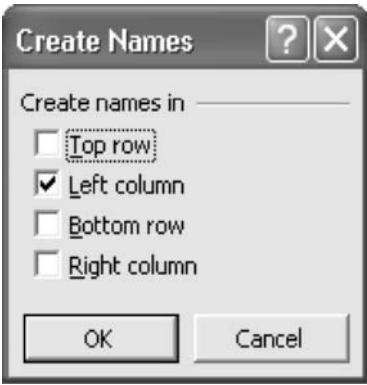 Create Names ? X
Create names in
Top row
Left column
Bottom row
Right column
OK Cancel